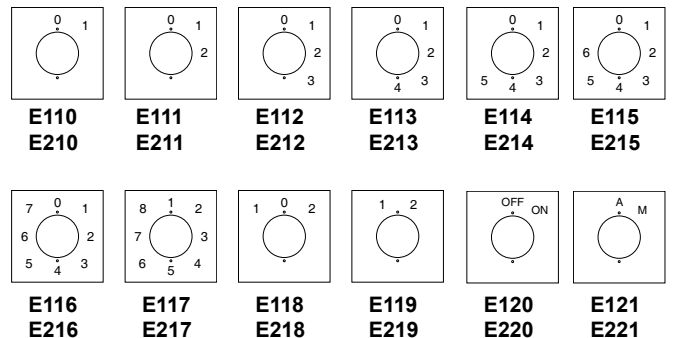 0 1
0 1 2
0 1 2 3
0 1 2 3 4
0 1 2 3 4 5
0 1 2 3 4 5 6
E110 E111 E112 E113 E114 E115
E210 E211 E212 E213 E214 E215
7 0 1 6 2 5 4 3
8 1 2 7 3 6 5 4
1 0 2
1 2
OFF ON
A M
E116 E117 E118 E119 E120 E121
E216 E217 E218 E219 E220 E221